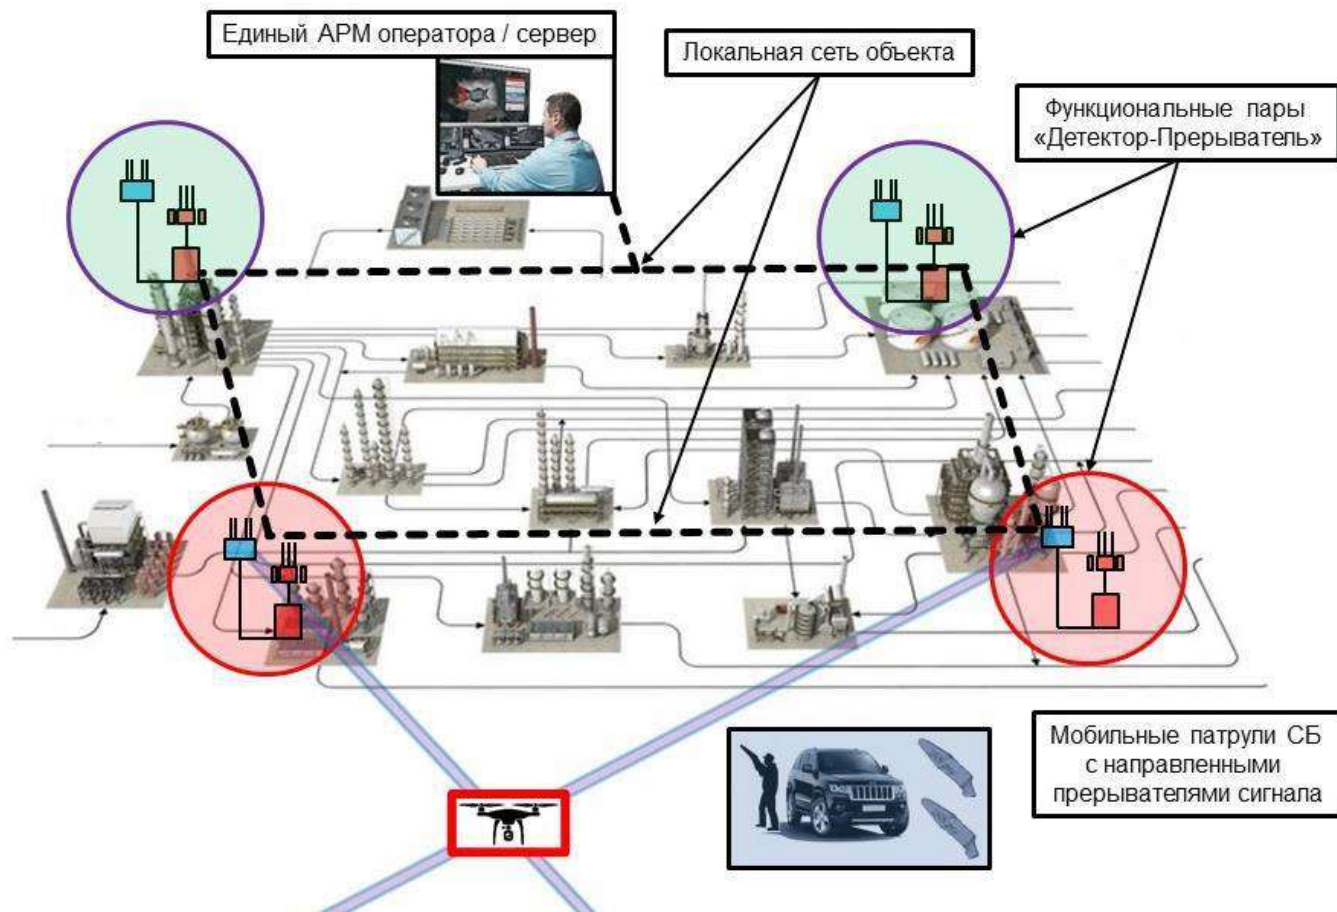 Единый АРМ оператора / сервер
Локальная сеть объекта
Функциональные пары
«Детектор-Прерыватель»
Мобильные патрули СБ
с направленными
прерывателями сигнала